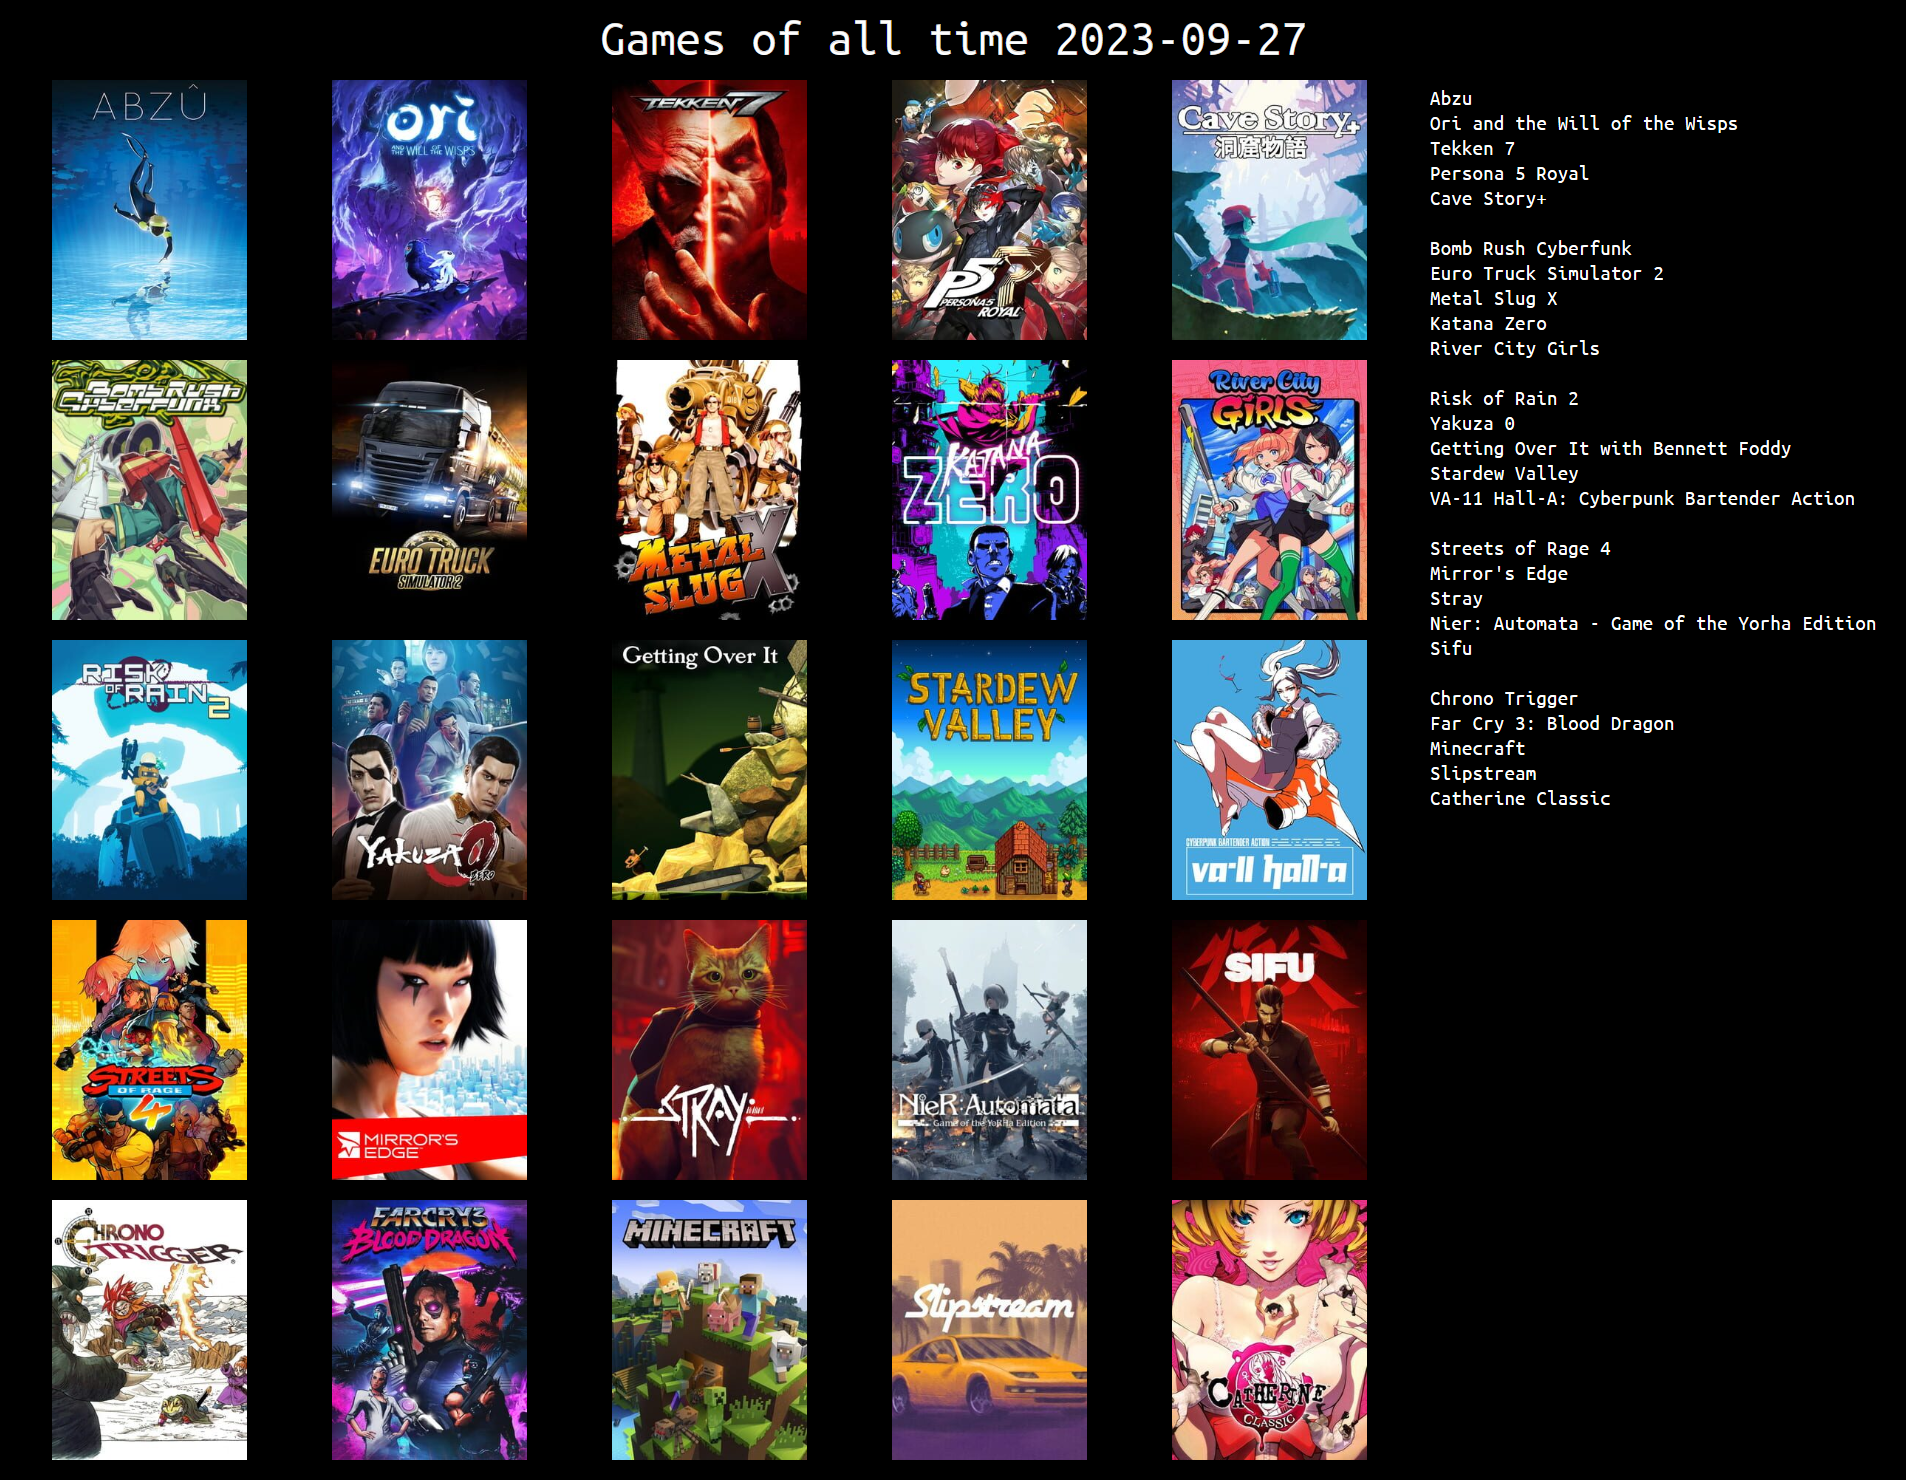 Games of all time 2023-09-27
ABZÛ
ori
AND THE WILL OF THE WISPS
TEKKEN 7
P5R
PERSONA5
ROYAL
Cave Story+
洞窟物語
Abzu
Ori and the Will of the Wisps
Tekken 7
Persona 5 Royal
Cave Story+
BOMB RUSH
CYBERFUNK
EURO TRUCK
SIMULATOR 2
METAL
SLUG X
KATANA
ZERO
River City
GIRLS
Bomb Rush Cyberfunk
Euro Truck Simulator 2
Metal Slug X
Katana Zero
River City Girls
RISK
OF RAIN
2
YAKUZA 0
ZERO
Getting Over It
STARDEW
VALLEY
CYBERPUNK BARTENDER ACTION
va-11 hall-a
Risk of Rain 2
Yakuza 0
Getting Over It with Bennett Foddy
Stardew Valley
VA-11 Hall-A: Cyberpunk Bartender Action
STREETS
OF RAGE
4
MIRROR'S
EDGE
STRAY
NieR:Automata
Game of the YoRHa Edition
SIFU
Streets of Rage 4
Mirror's Edge
Stray
Nier: Automata - Game of the Yorha Edition
Sifu
CHRONO
TRIGGER
FARCRY3
BLOOD DRAGON
MINECRAFT
Slipstream
CATHERINE
CLASSIC
Chrono Trigger
Far Cry 3: Blood Dragon
Minecraft
Slipstream
Catherine Classic